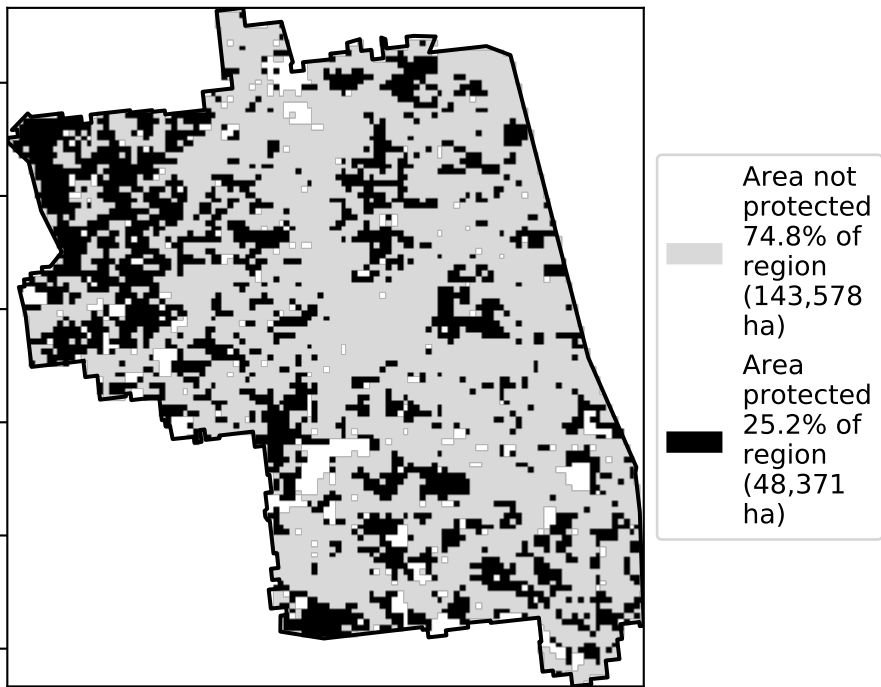 Area not
protected
74.8% of
region
(143,578
ha)
Area
protected
25.2% of
region
(48,371
ha)